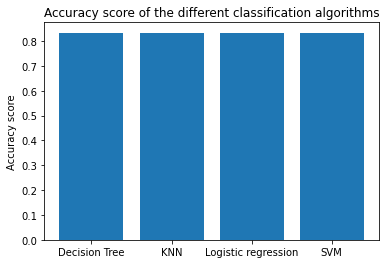 Accuracy score of the different classification algorithms
Accuracy score
0.8
0.7
0.6
0.5
0.4
0.3
0.2
0.1
0.0
Decision Tree
KNN
Logistic regression
SVM